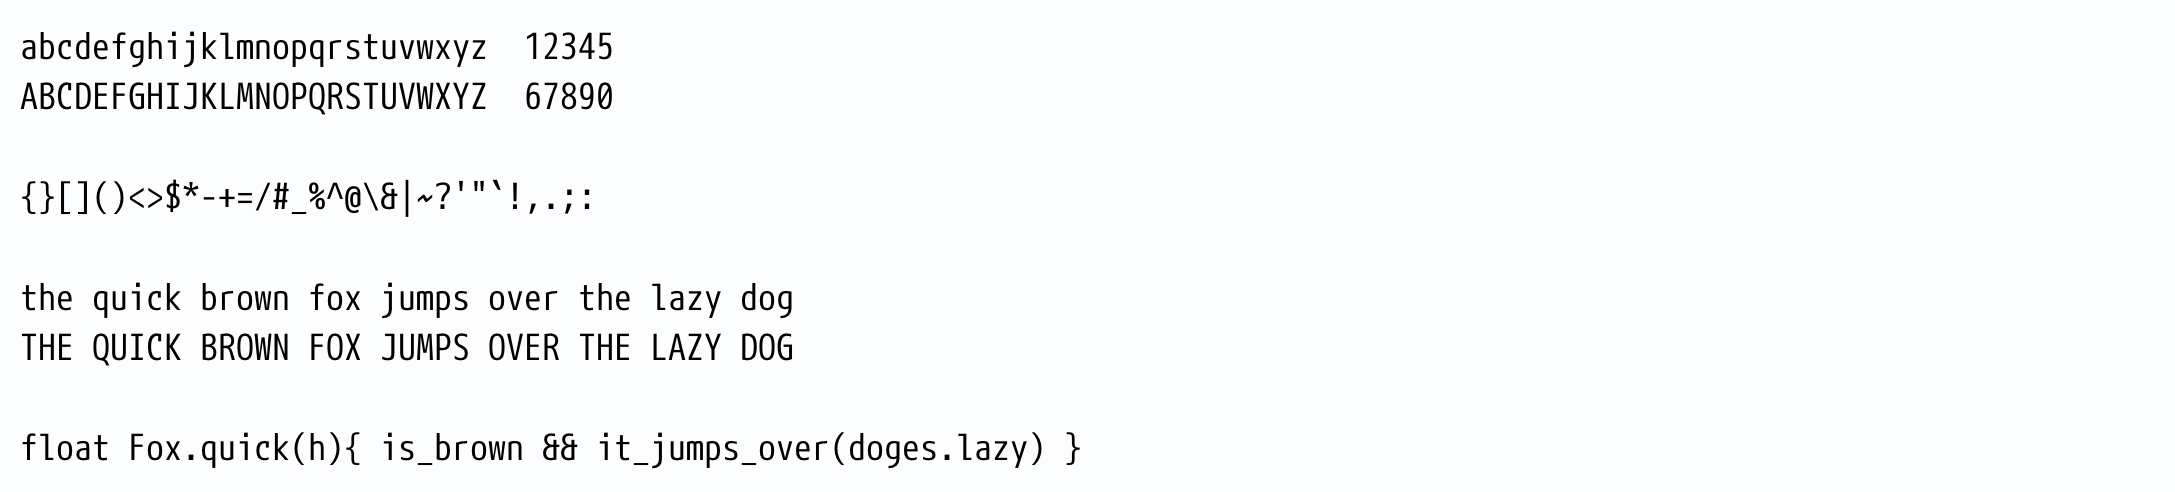 abcdefghijklmnopqrstuvwxyz  12345
ABCDEFGHIJKLMNOPQRSTUVWXYZ  67890
{}[]()<>$*-+=/#_%^@\&|~?'"`!,.;:
the quick brown fox jumps over the lazy dog
THE QUICK BROWN FOX JUMPS OVER THE LAZY DOG
float Fox.quick(h){ is_brown && it_jumps_over(doges.lazy) }